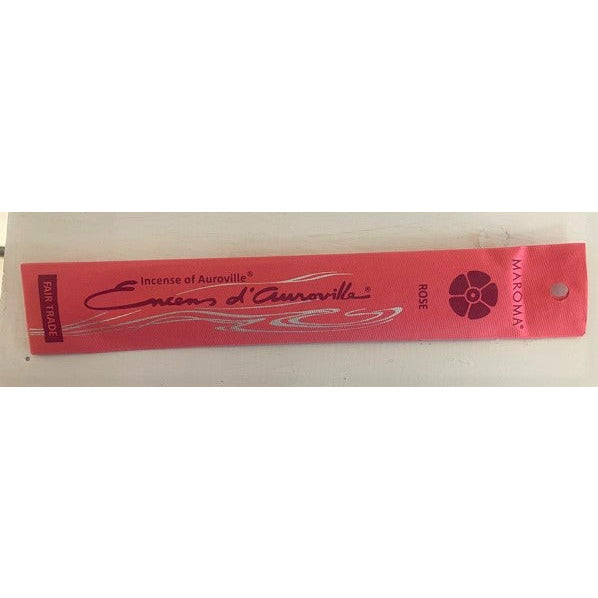 FAIR TRADE
Incense of Auroville®
Encens d'Auroville®
ROSE
MAROMA®